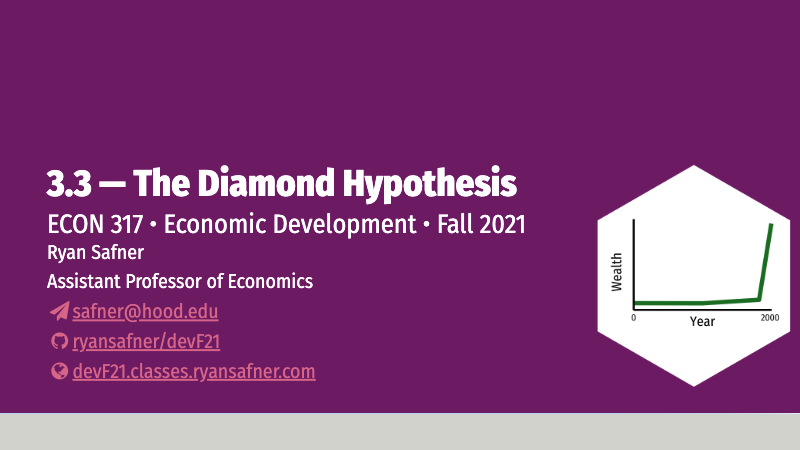 3.3 — The Diamond Hypothesis
ECON 317 • Economic Development • Fall 2021
Ryan Safner
Assistant Professor of Economics
safner@hood.edu
ryansafner/devF21
devF21.classes.ryansafner.com
Wealth
0
2000
Year